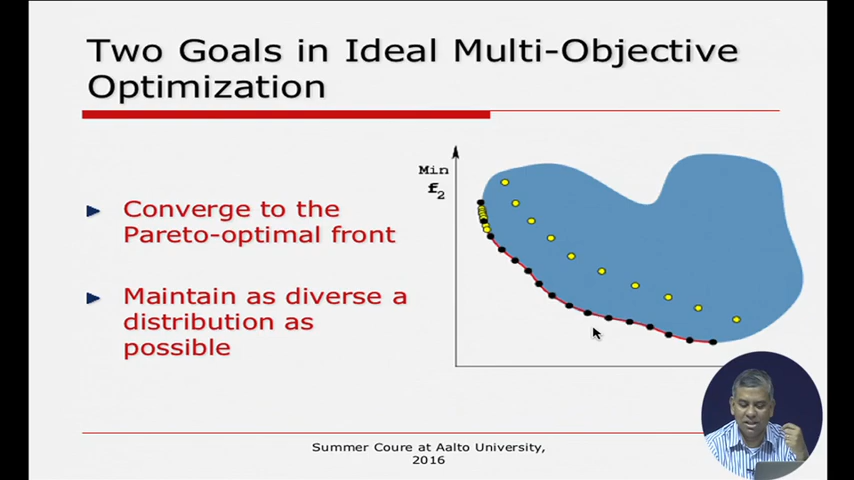 Two Goals in Ideal Multi-Objective
Optimization
Converge to the
Pareto-optimal front
Maintain as diverse a
distribution as
possible
Min
f2
Summer Coure at Aalto University,
2016